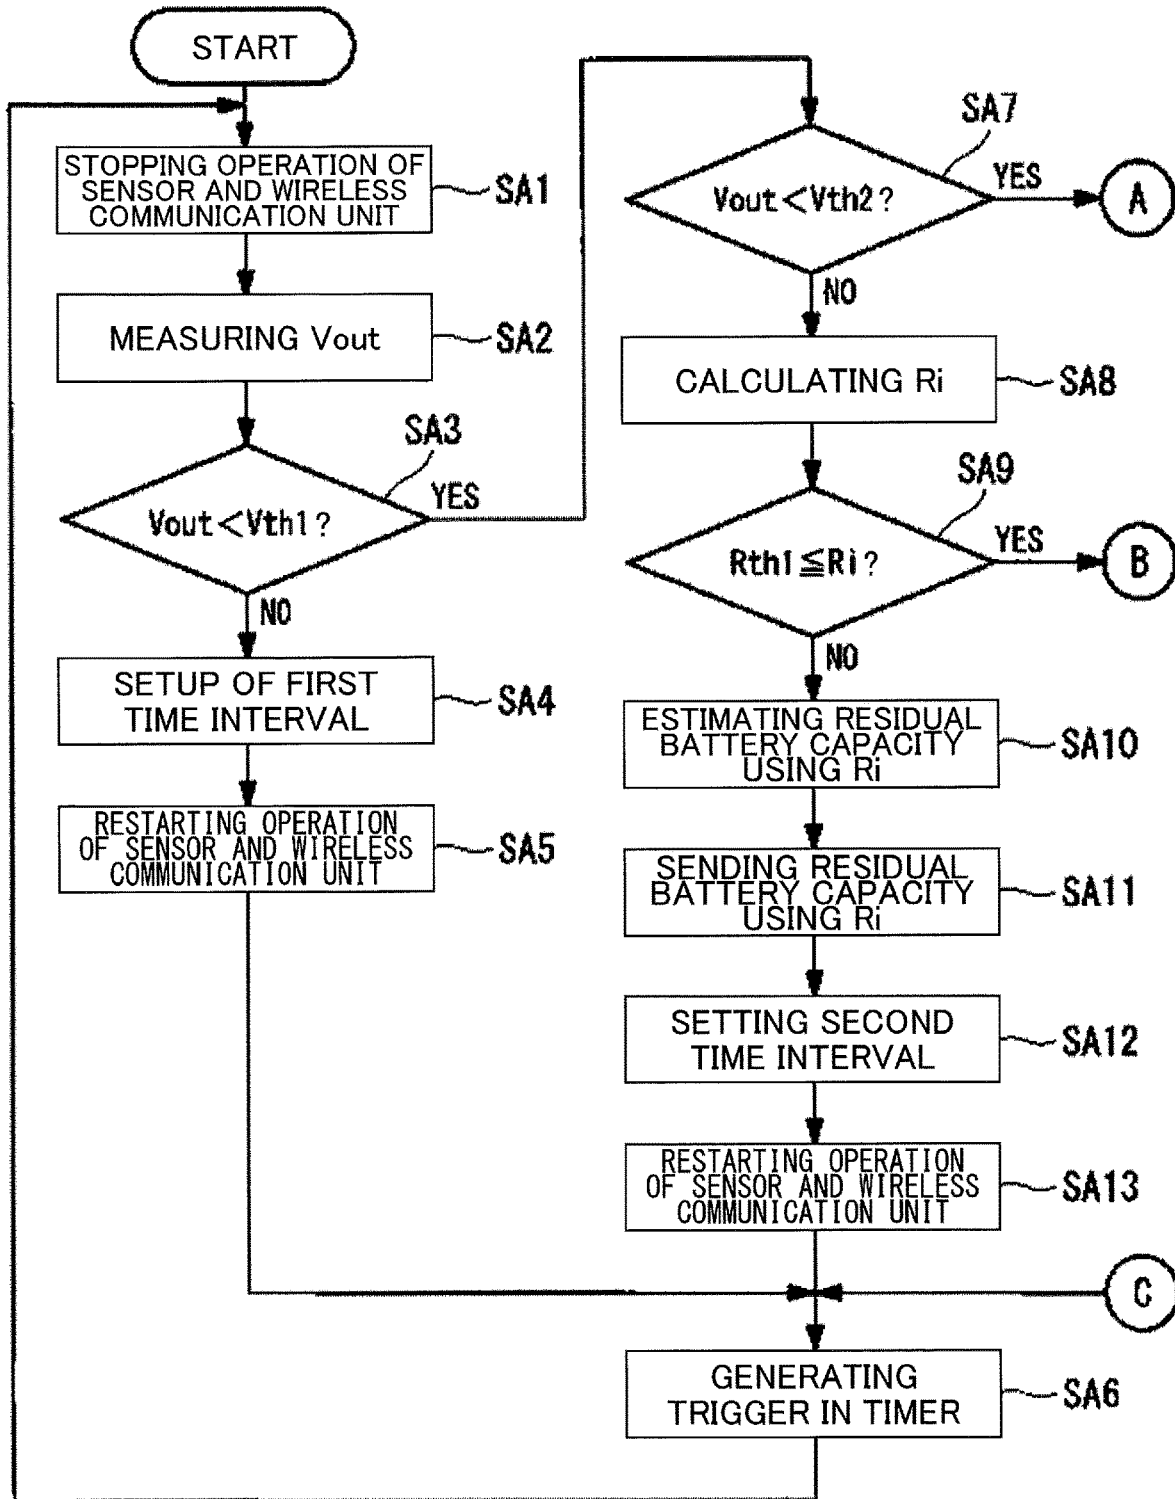 START
STOPPING OPERATION OF
SENSOR AND WIRELESS
COMMUNICATION UNIT
SA1
MEASURING Vout
SA2
SA3
Vout<Vth1?
YES
NO
SETUP OF FIRST
TIME INTERVAL
SA4
RESTARTING OPERATION
OF SENSOR AND WIRELESS
COMMUNICATION UNIT
SA5
SA7
Vout<Vth2?
YES
A
NO
CALCULATING Ri
SA8
SA9
Rth1≦Ri?
YES
B
NO
ESTIMATING RESIDUAL
BATTERY CAPACITY
USING Ri
SA10
SENDING RESIDUAL
BATTERY CAPACITY
USING Ri
SA11
SETTING SECOND
TIME INTERVAL
SA12
RESTARTING OPERATION
OF SENSOR AND WIRELESS
COMMUNICATION UNIT
SA13
C
GENERATING
TRIGGER IN TIMER
SA6